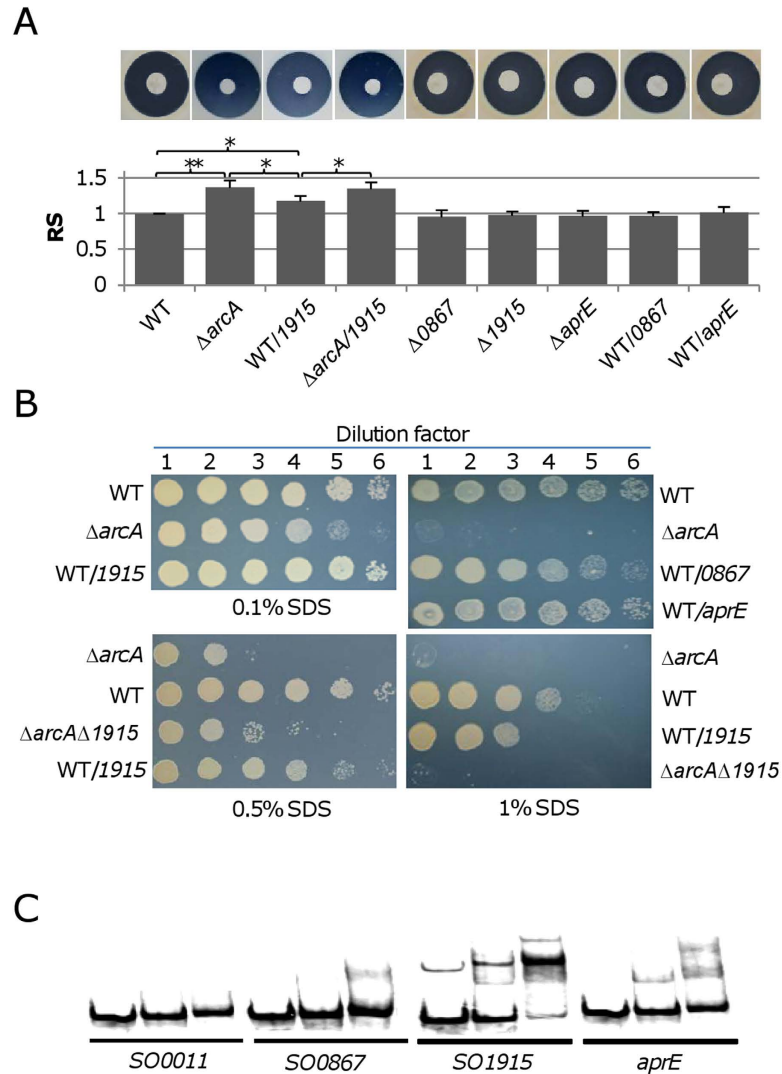 A
*
** * *
1.5
1
0.5
0
RS
WT
ΔarcA
WT/1915
ΔarcA/1915
Δ0867
Δ1915
ΔaprE
WT/0867
WT/aprE
B
Dilution factor
1 2 3 4 5 6 1 2 3 4 5 6
WT WT
ΔarcA ΔarcA
WT/1915 WT/0867
0.1% SDS WT/aprE
ΔarcA ΔarcA
WT WT
ΔarcAΔ1915 WT/1915
WT/1915 ΔarcAΔ1915
0.5% SDS 1% SDS
C
SO0011 SO0867 SO1915 aprE